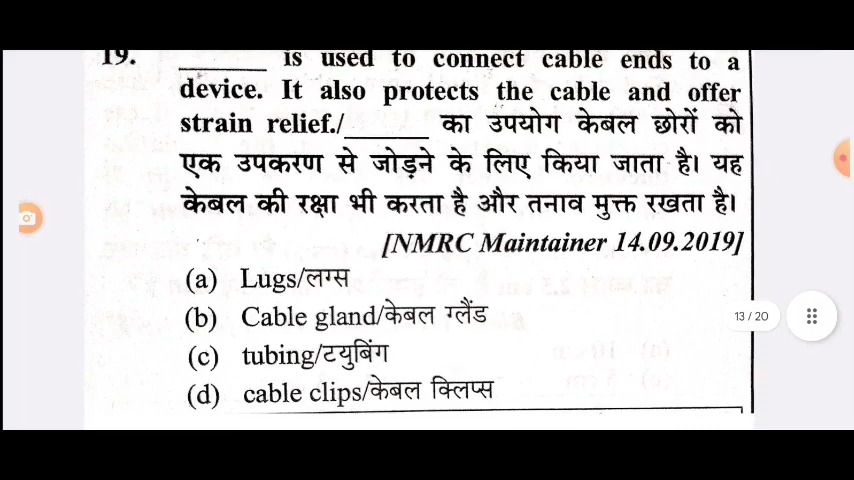 19. ________ is used to connect cable ends to a
device. It also protects the cable and offer
strain relief./________ का उपयोग केबल छोरों को
एक उपकरण से जोड़ने के लिए किया जाता है। यह
केबल की रक्षा भी करता है और तनाव मुक्त रखता है।
[NMRC Maintainer 14.09.2019]
(a) Lugs/लग्स
(b) Cable gland/केबल ग्लैंड
13 / 20
(c) tubing/टयुबिंग
(d) cable clips/केबल क्लिप्स